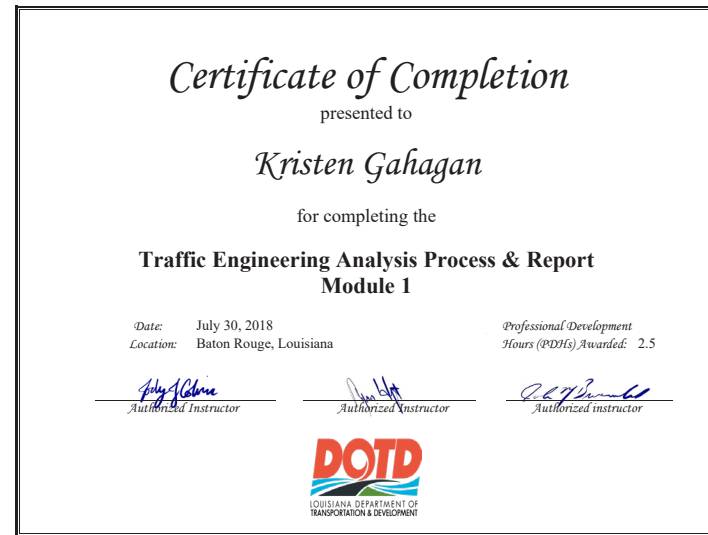 Certificate of Completion
presented to
Kristen Gahagan
for completing the
Traffic Engineering Analysis Process & Report
Module 1
Date: July 30, 2018
Location: Baton Rouge, Louisiana
Professional Development
Hours (PDHs) Awarded: 2.5
Authorized Instructor
Authorized Instructor
Authorized instructor
DOTD
LOUISIANA DEPARTMENT OF
TRANSPORTATION & DEVELOPMENT